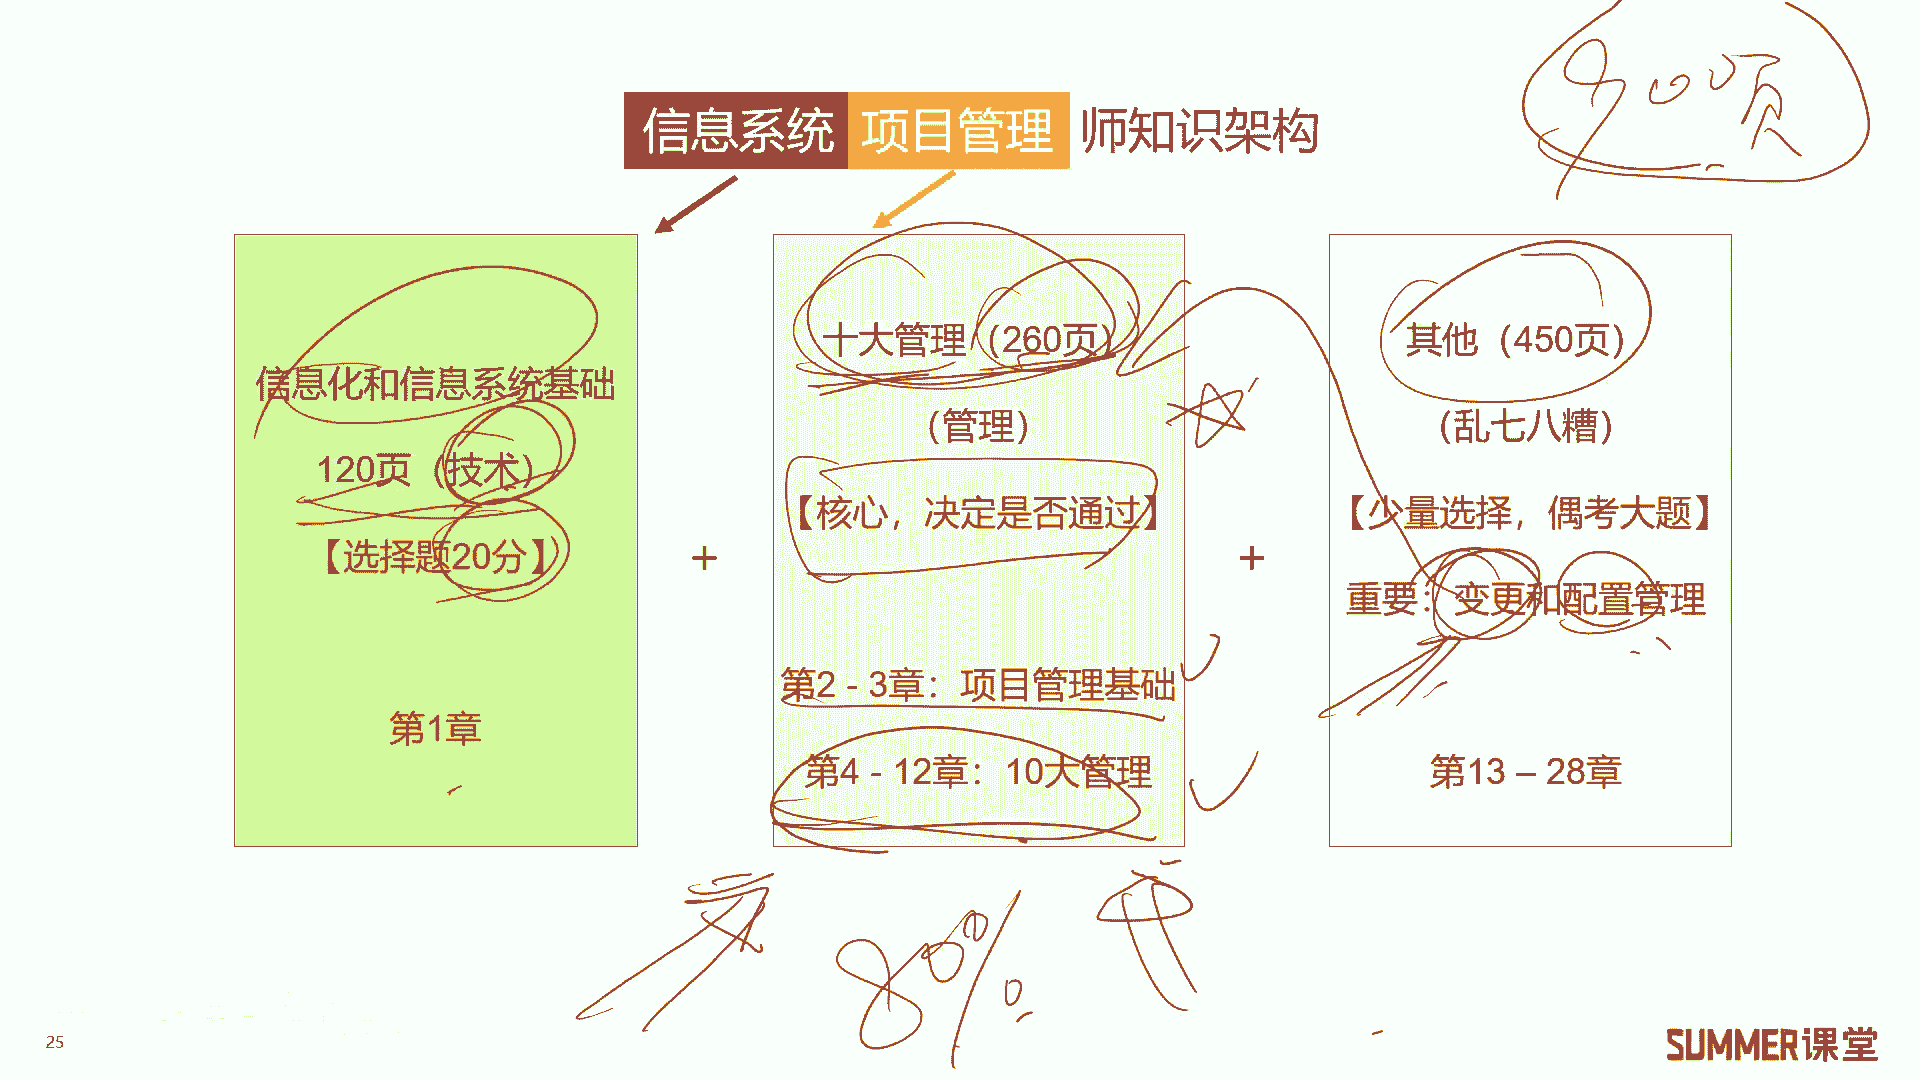 900页
信息系统项目管理师知识架构
信息化和信息系统基础
120页（技术）
【选择题20分】
第1章
+
十大管理（260页）
（管理）
【核心，决定是否通过】
第2 - 3章：项目管理基础
第4 - 12章：10大管理
+
其他（450页）
（乱七八糟）
【少量选择，偶考大题】
重要：变更和配置管理
第13 – 28章
80%
25
SUMMER课堂